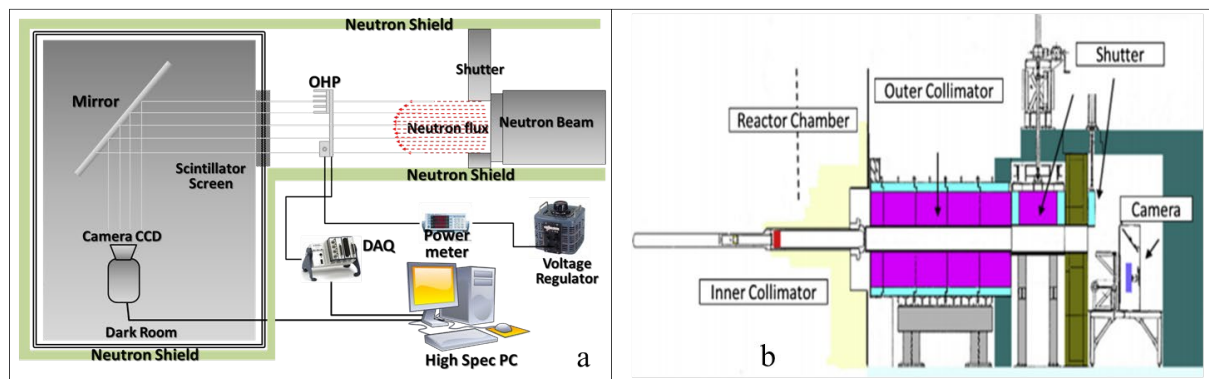 Neutron Shield
Shutter
OHP
Mirror
Neutron flux
Neutron Beam
Scintillator
Screen
Neutron Shield
Camera CCD
DAQ
Power
meter
Voltage
Regulator
Dark Room
Neutron Shield
High Spec PC
a
Shutter
Outer Collimator
Reactor Chamber
Camera
Inner Collimator
b